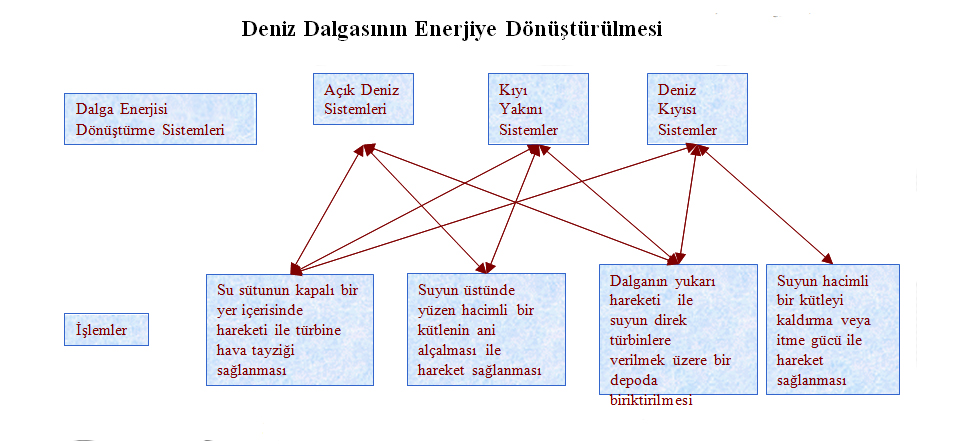 Deniz Dalgasının Enerjiye Dönüştürülmesi
Dalga Enerjisi
Dönüştürme Sistemleri
Açık Deniz
Sistemleri
Kıyı
Yakını
Sistemler
Deniz
Kıyısı
Sistemler
İşlemler
Su sütunun kapalı bir
yer içerisinde
hareketi ile türbine
hava tayziği
sağlanması
Suyun üstünde
yüzen hacimli bir
kütlenin ani
alçalması ile
hareket sağlanması
Dalganın yukarı
hareketi ile
suyun direk
türbinlere
verilmek üzere bir
depoda
biriktirilmesi
Suyun hacimli
bir kütleyi
kaldırma veya
itme gücü ile
hareket
sağlanması